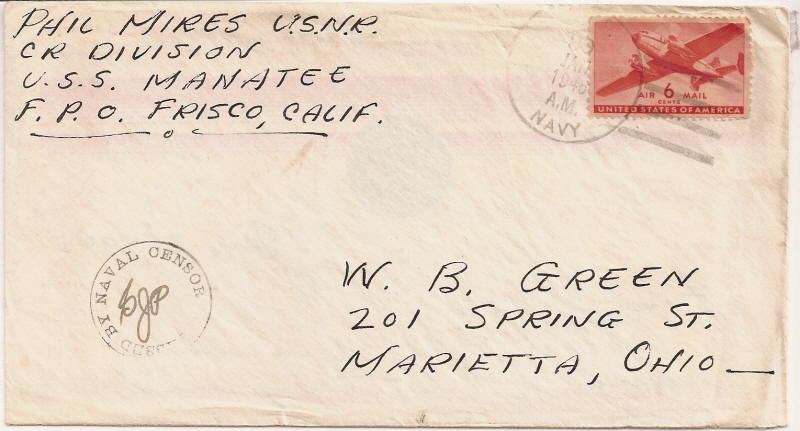 PHIL MIRES U.S.N.R.
CR DIVISION
U.S.S. MANATEE
F.P.O. FRISCO, CALIF.
A.M.
NAVY
6
AIR MAIL
CENTS
UNITED STATES OF AMERICA
BY NAVAL CENSOR
W. B. GREEN
201 SPRING ST.
MARIETTA, OHIO